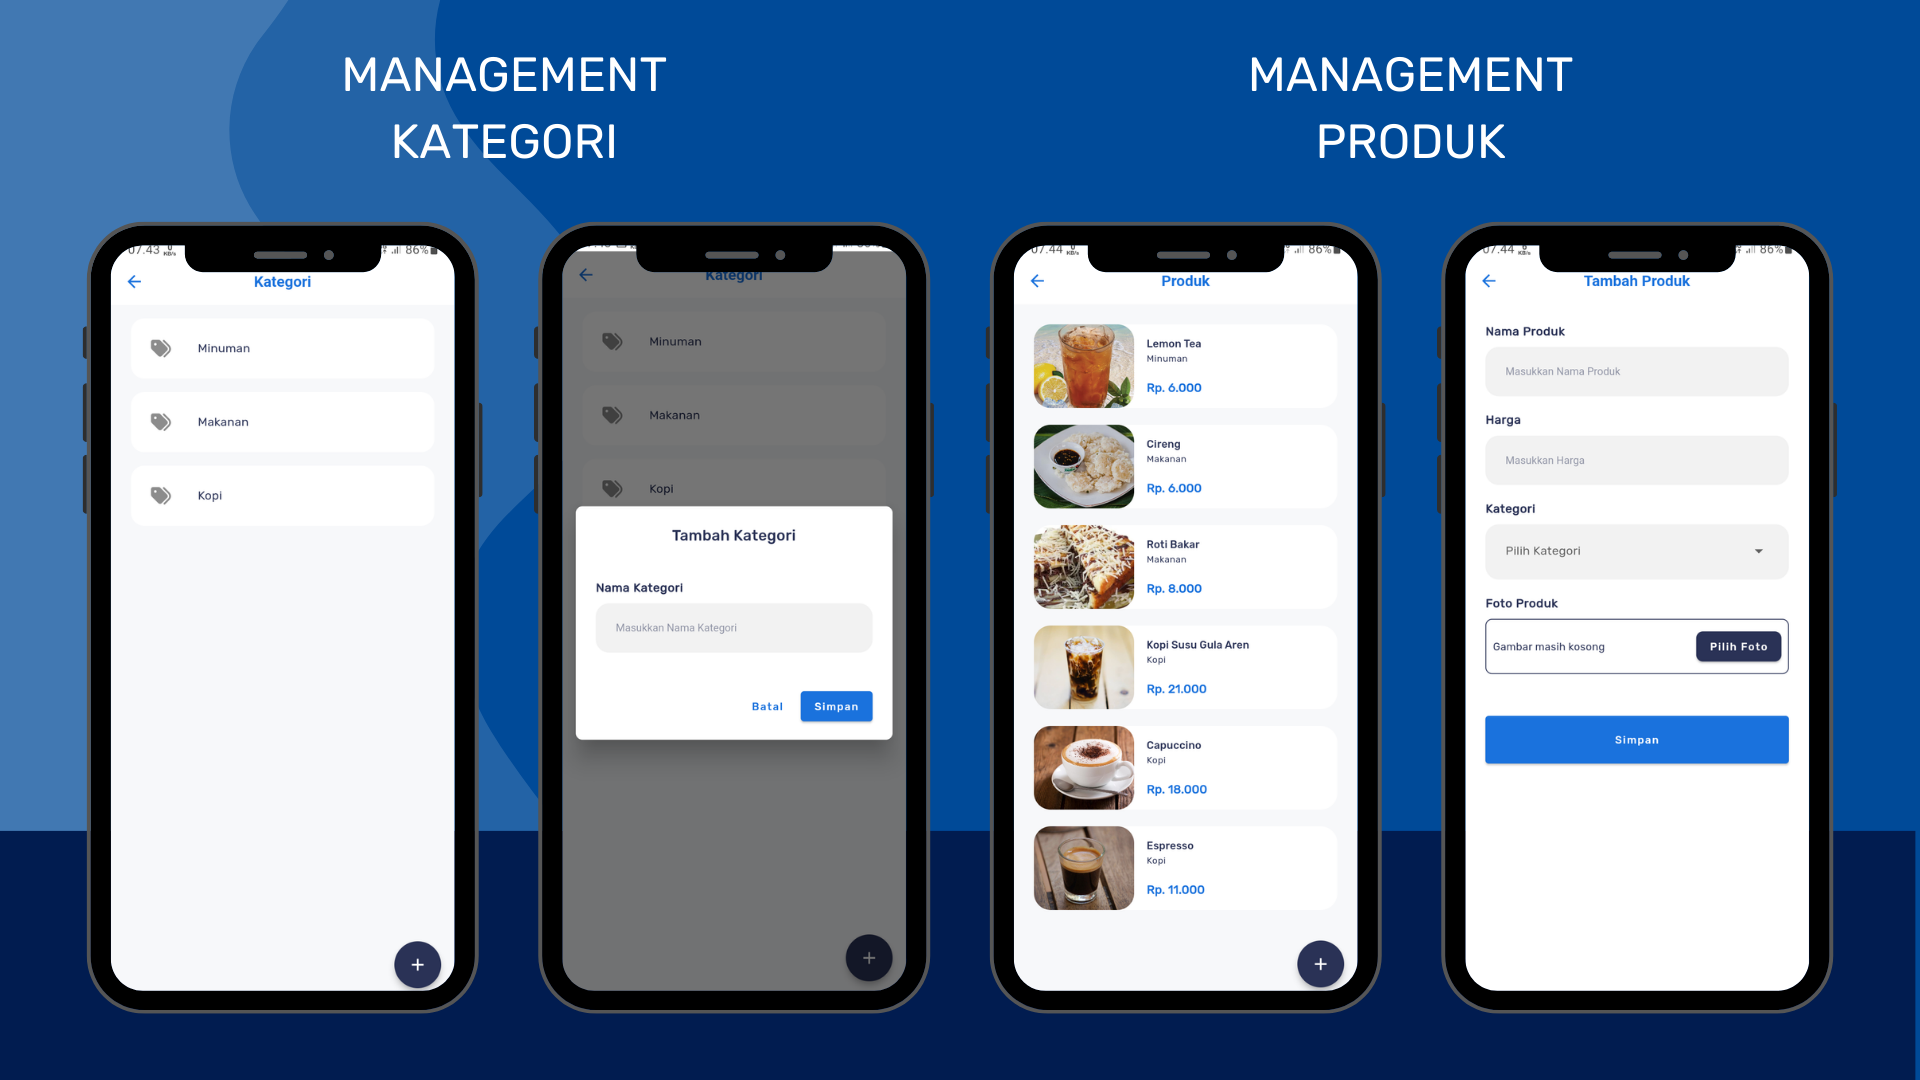 MANAGEMENT
KATEGORI
MANAGEMENT
PRODUK
07.43
KB/s
86%
Kategori
Minuman
Makanan
Kopi
+
Kategori
Minuman
Makanan
Kopi
Tambah Kategori
Nama Kategori
Masukkan Nama Kategori
Batal
Simpan
+
07.44
KB/s
86%
Produk
Lemon Tea
Minuman
Rp. 6.000
Cireng
Makanan
Rp. 6.000
Roti Bakar
Makanan
Rp. 8.000
Kopi Susu Gula Aren
Kopi
Rp. 21.000
Capuccino
Kopi
Rp. 18.000
Espresso
Kopi
Rp. 11.000
+
07.44
KB/s
86%
Tambah Produk
Nama Produk
Masukkan Nama Produk
Harga
Masukkan Harga
Kategori
Pilih Kategori
Foto Produk
Gambar masih kosong
Pilih Foto
Simpan